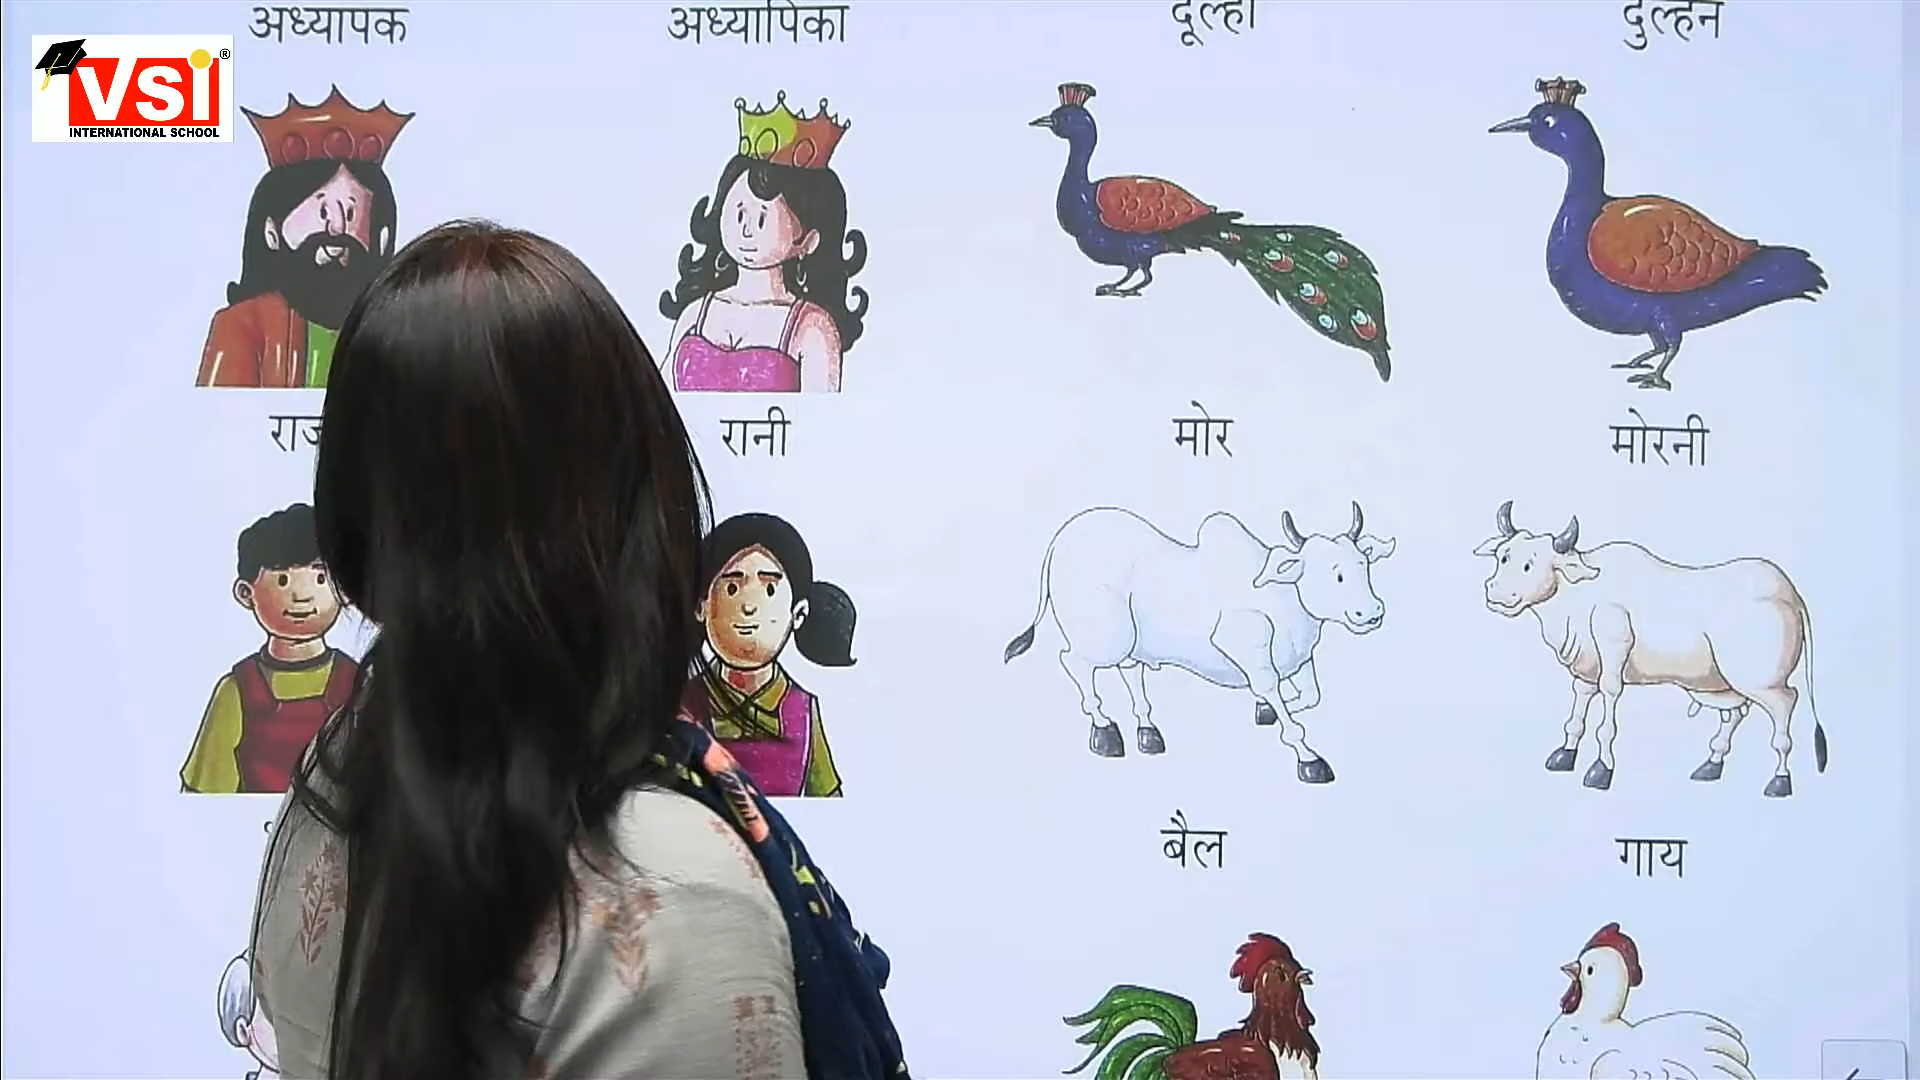 अध्यापक अध्यापिका दूल्हा दुल्हन
vsi®
INTERNATIONAL SCHOOL
रानी मोर मोरनी
बैल गाय